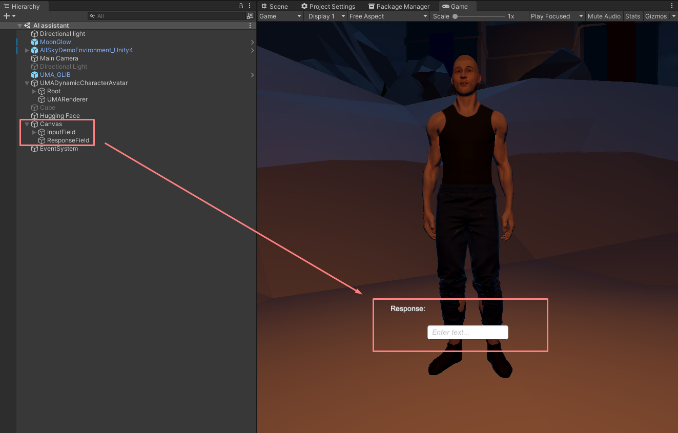 Hierarchy
All
AI assistant
Directional light
MoonGlow
AllSkyDemoEnvironment_Unity4
Main Camera
Directional Light
UMA_GLIB
UMADynamicCharacterAvatar
Root
UMARenderer
Cube
Hugging Face
Canvas
InputField
ResponseField
EventSystem
Scene Project Settings Package Manager Game
Game Display 1 Free Aspect Scale 1x Play Focused Mute Audio Stats Gizmos
Response:
Enter text...